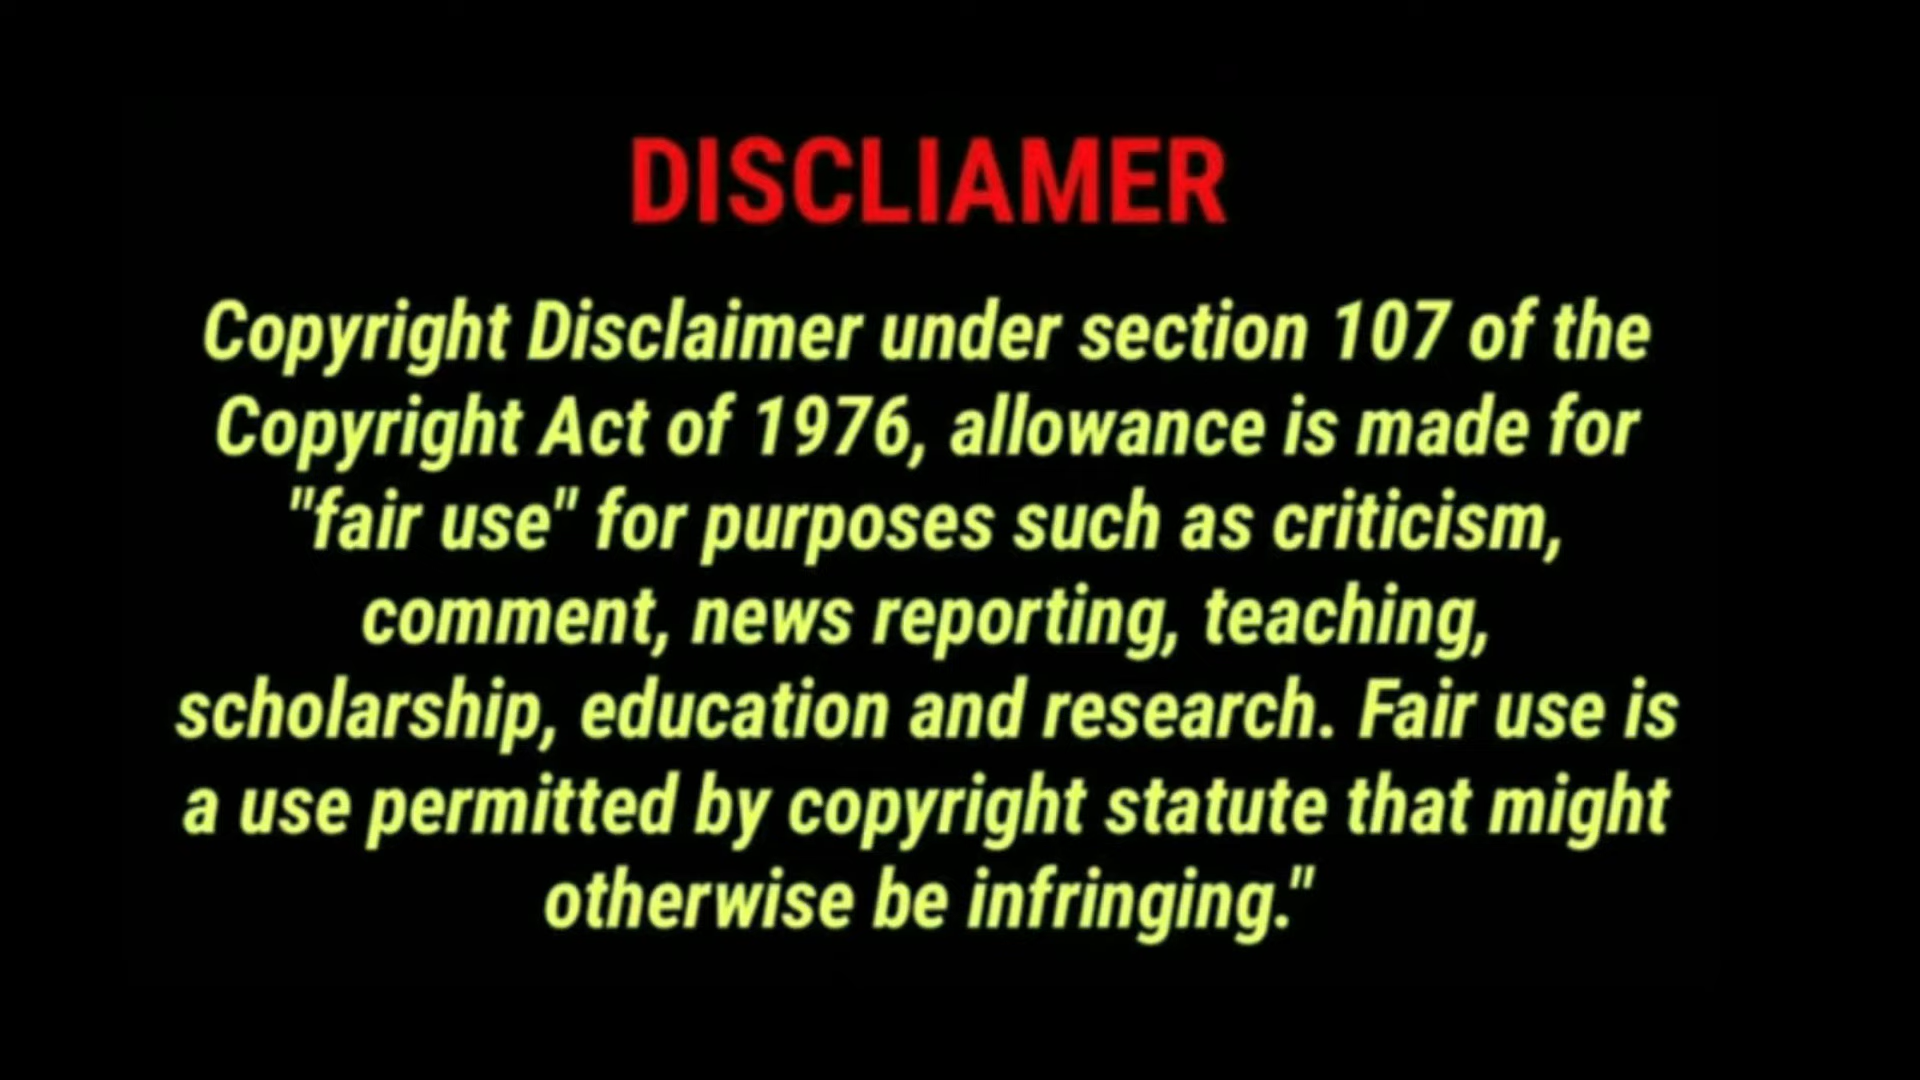 DISCLIAMER
Copyright Disclaimer under section 107 of the
Copyright Act of 1976, allowance is made for
"fair use" for purposes such as criticism,
comment, news reporting, teaching,
scholarship, education and research. Fair use is
a use permitted by copyright statute that might
otherwise be infringing."